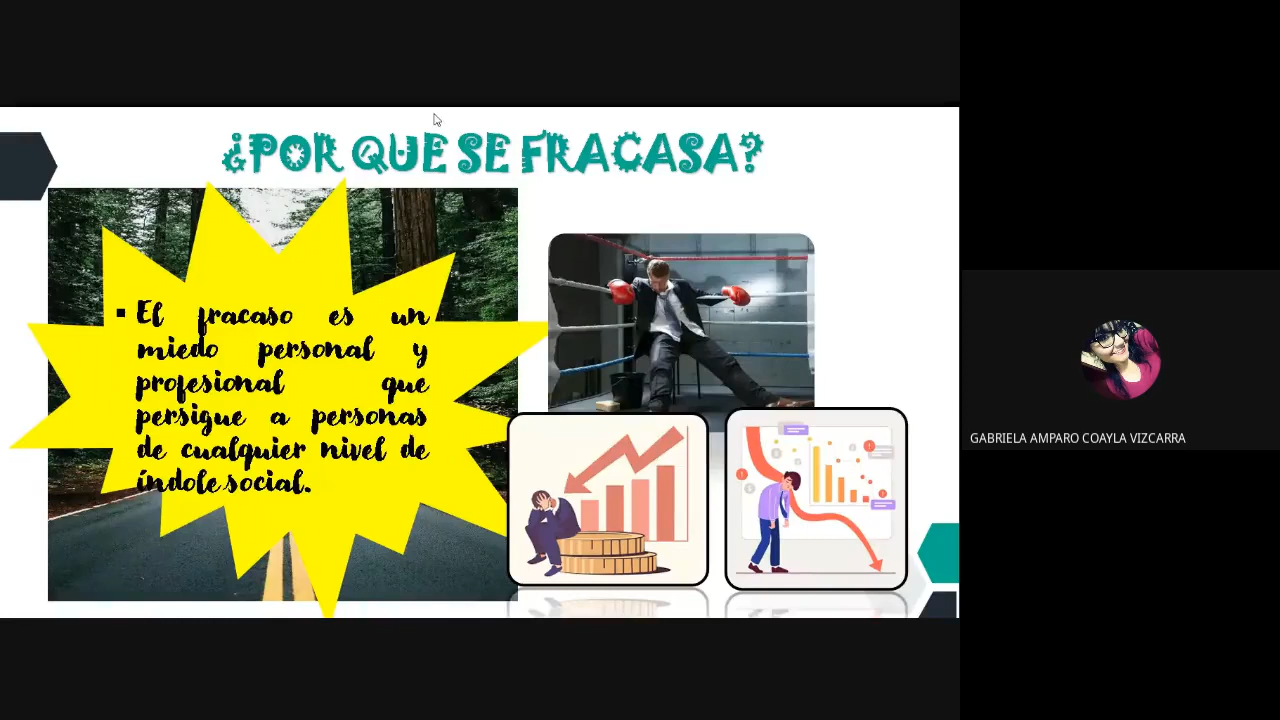 ¿POR QUE SE FRACASA?
▪ El fracaso es un
miedo personal y
profesional que
persigue a personas
de cualquier nivel de
índole social.
GABRIELA AMPARO COAYLA VIZCARRA